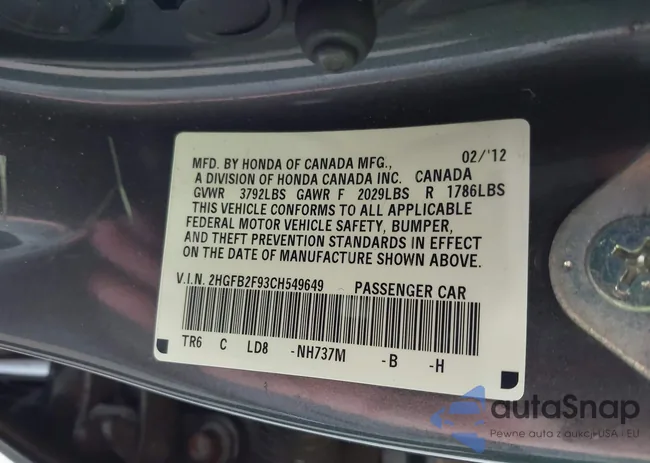 MFD. BY HONDA OF CANADA MFG., 02/'12
A DIVISION OF HONDA CANADA INC. CANADA
GVWR 3792LBS GAWR F 2029LBS R 1786LBS
THIS VEHICLE CONFORMS TO ALL APPLICABLE
FEDERAL MOTOR VEHICLE SAFETY, BUMPER,
AND THEFT PREVENTION STANDARDS IN EFFECT
ON THE DATE OF MANUFACTURE SHOWN ABOVE.
V.I.N. 2HGFB2F93CH549649 PASSENGER CAR
TR6 C LD8 -NH737M -B -H
autaSnap
Pewne auta z aukcji USA i EU